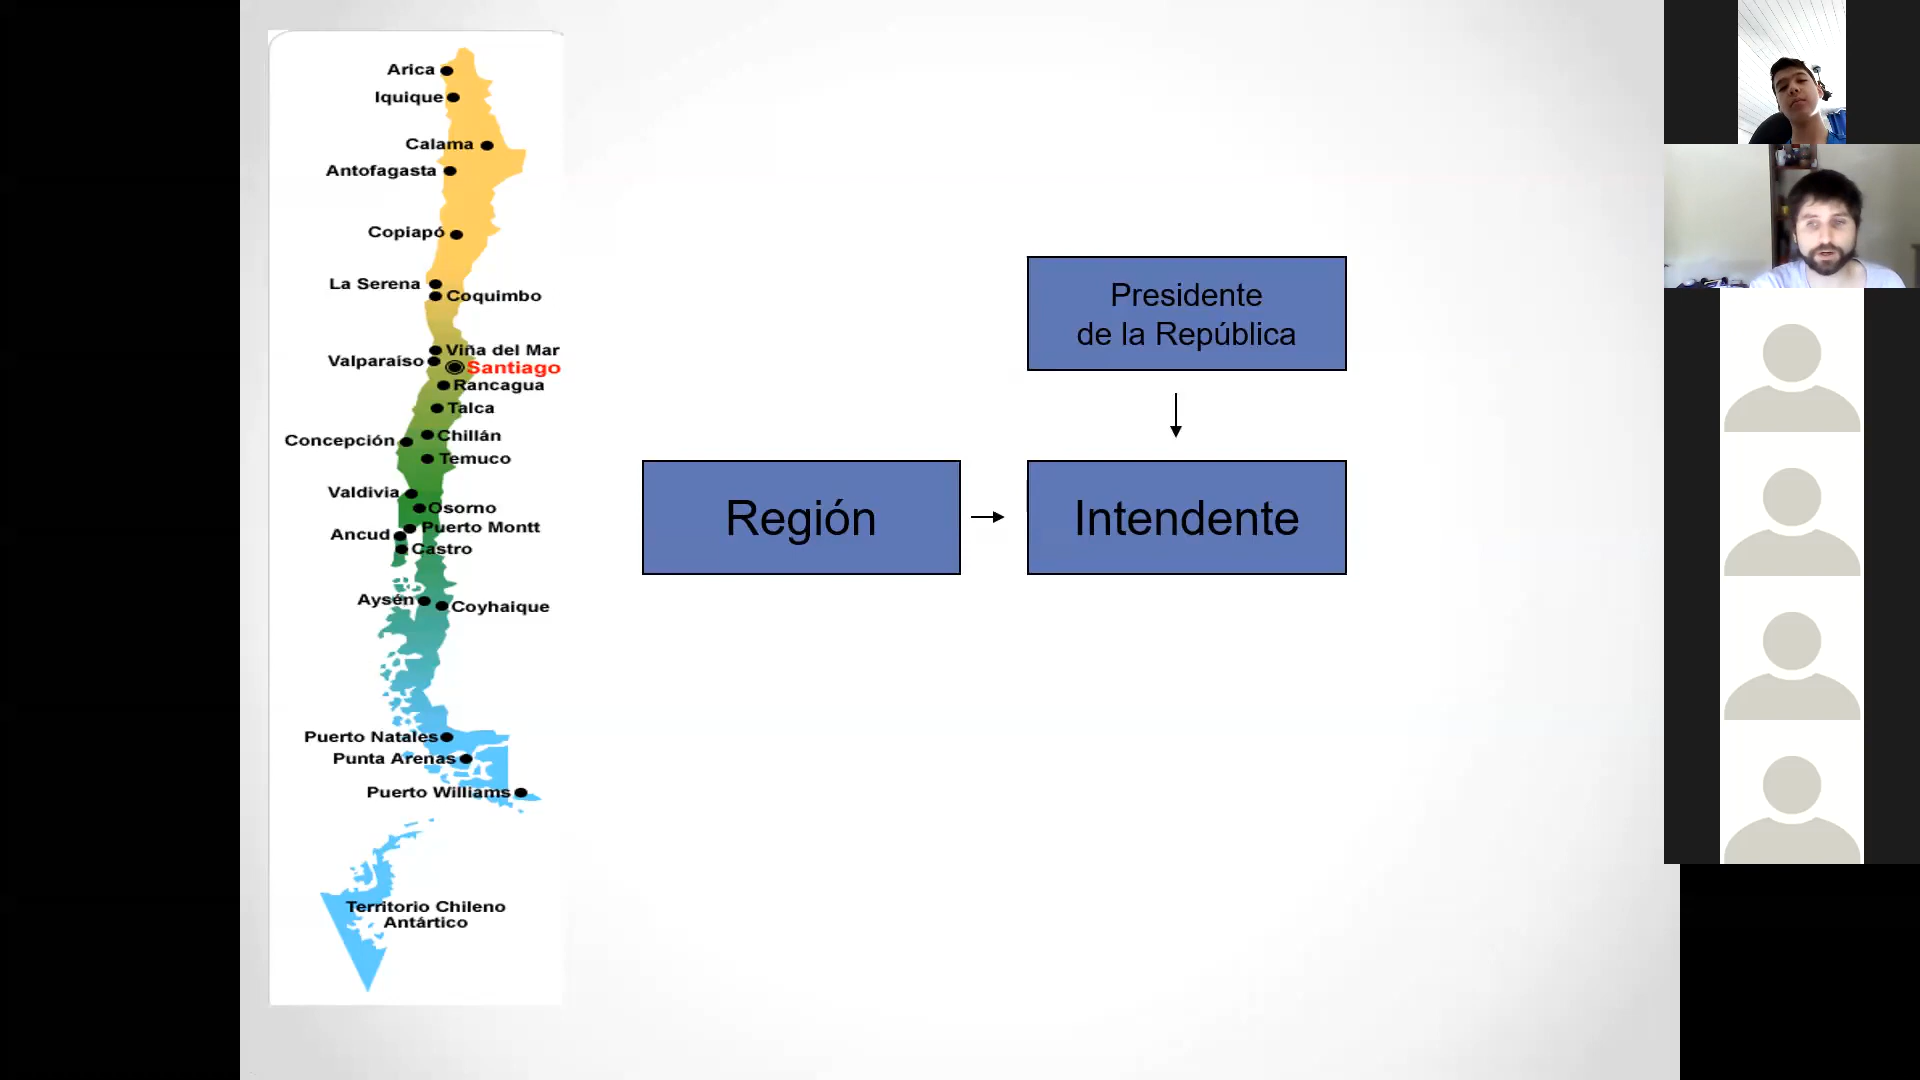 Arica
Iquique
Calama
Antofagasta
Copiapó
La Serena
Coquimbo
Viña del Mar
Valparaíso
Santiago
Rancagua
Talca
Chillán
Concepción
Temuco
Valdivia
Osorno
Puerto Montt
Ancud
Castro
Aysén
Coyhaique
Puerto Natales
Punta Arenas
Puerto Williams
Territorio Chileno
Antártico
Presidente
de la República
Región
Intendente